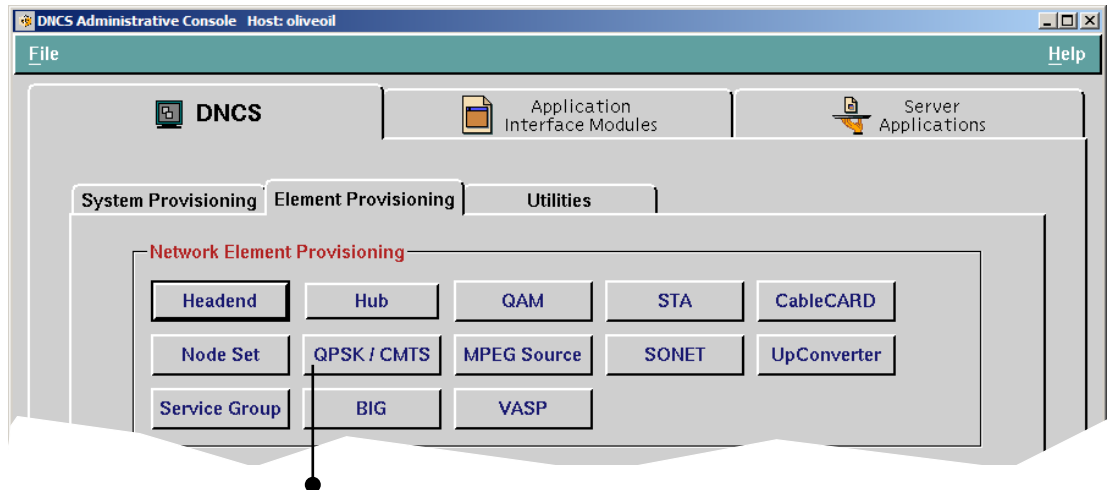 DNCS Administrative Console Host: oliveoil
File Help
DNCS
Application
Interface Modules
Server
Applications
System Provisioning Element Provisioning Utilities
Network Element Provisioning
Headend Hub QAM STA CableCARD
Node Set QPSK / CMTS MPEG Source SONET UpConverter
Service Group BIG VASP